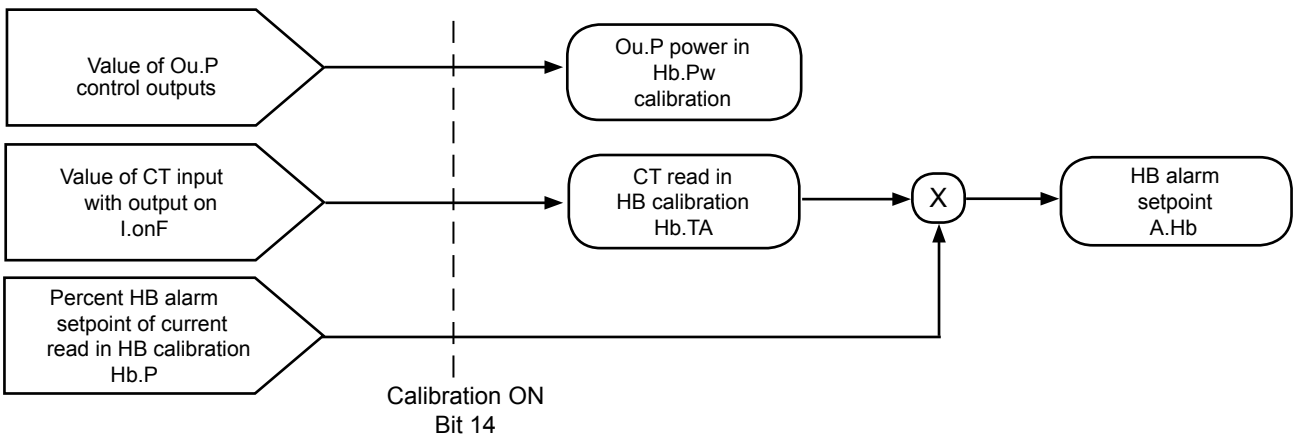 Value of Ou.P
control outputs
Ou.P power in
Hb.Pw
calibration
Value of CT input
with output on
I.onF
CT read in
HB calibration
Hb.TA
X
HB alarm
setpoint
A.Hb
Percent HB alarm
setpoint of current
read in HB calibration
Hb.P
Calibration ON
Bit 14